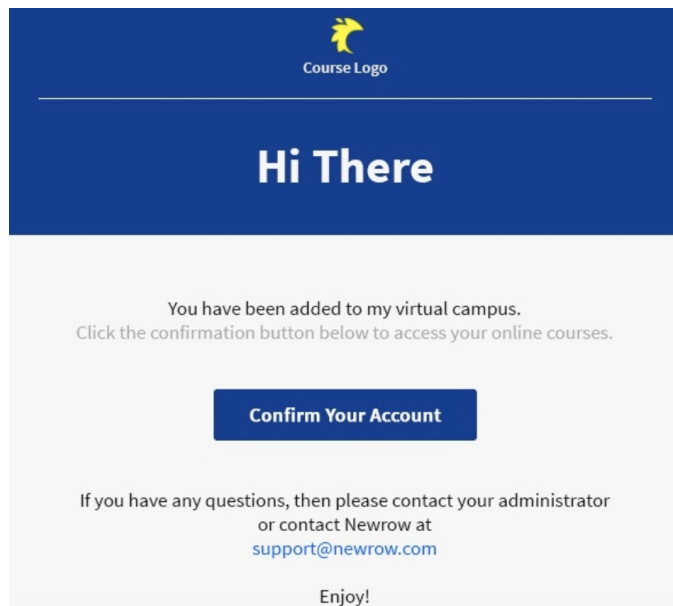 Course Logo
Hi There
You have been added to my virtual campus.
Click the confirmation button below to access your online courses.
Confirm Your Account
If you have any questions, then please contact your administrator
or contact Newrow at
support@newrow.com
Enjoy!